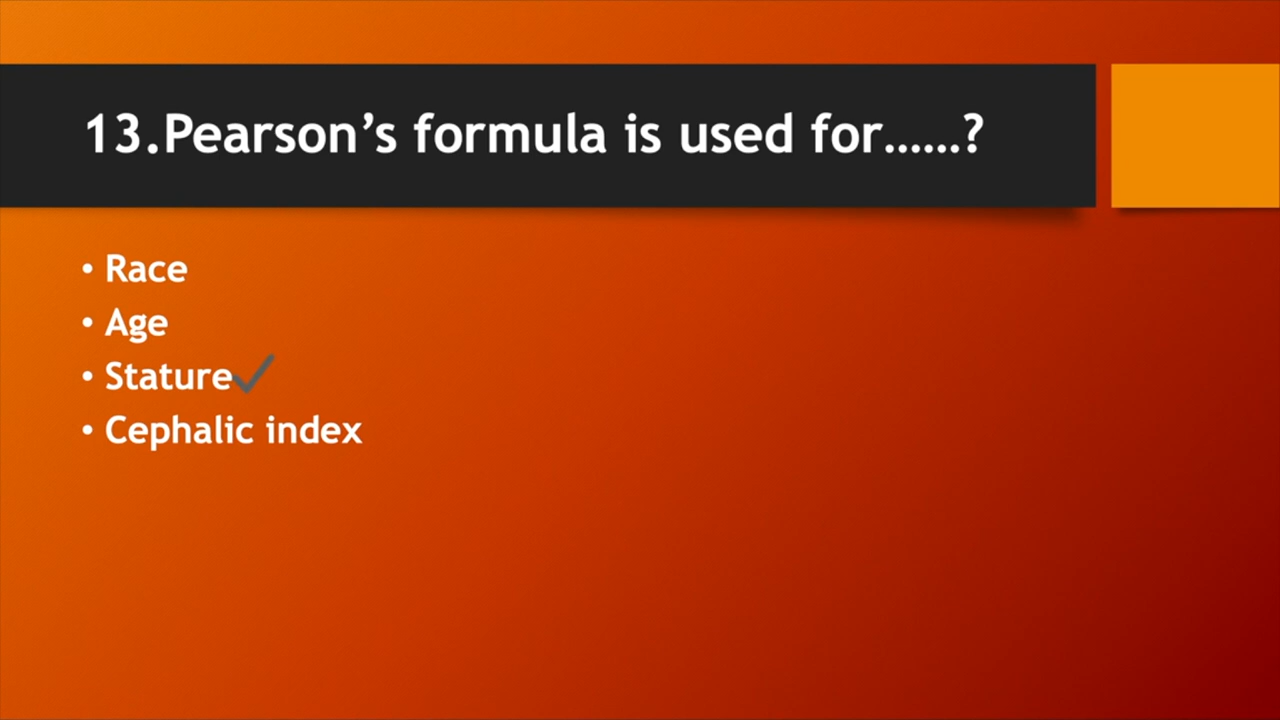 13.Pearson’s formula is used for……?
• Race
• Age
• Stature✓
• Cephalic index